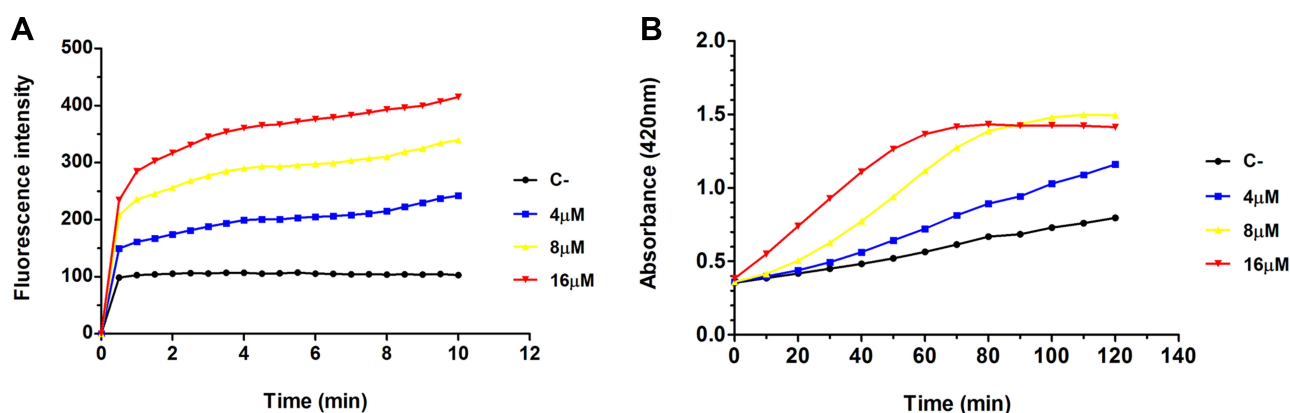 A
Fluorescence intensity
500
400
300
200
100
0
0 2 4 6 8 10 12
Time (min)
C-
4μM
8μM
16μM
B
Absorbance (420nm)
2.0
1.5
1.0
0.5
0.0
0 20 40 60 80 100 120 140
Time (min)
C-
4μM
8μM
16μM